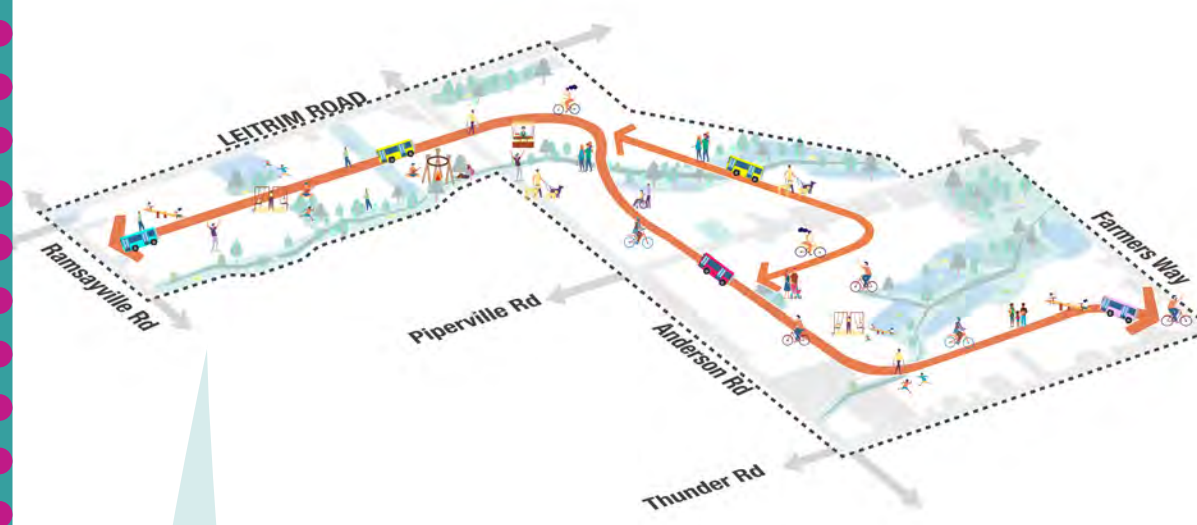 LEITRIM ROAD
Ramsayville Rd
Piperville Rd
Anderson Rd
Farmers Way
Thunder Rd